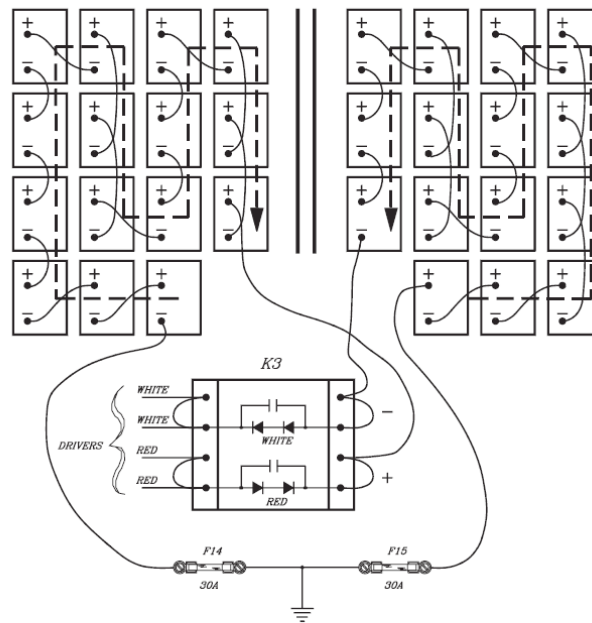 + + + + + + + +
− − − − − − − −
+ + + + + + + +
− − − − − − − −
+ + + + + + + +
− − − − − − − −
+ + + + + +
− − − − − −
K3
WHITE
WHITE −
WHITE
DRIVERS
RED
RED +
RED
F14 F15
30A 30A